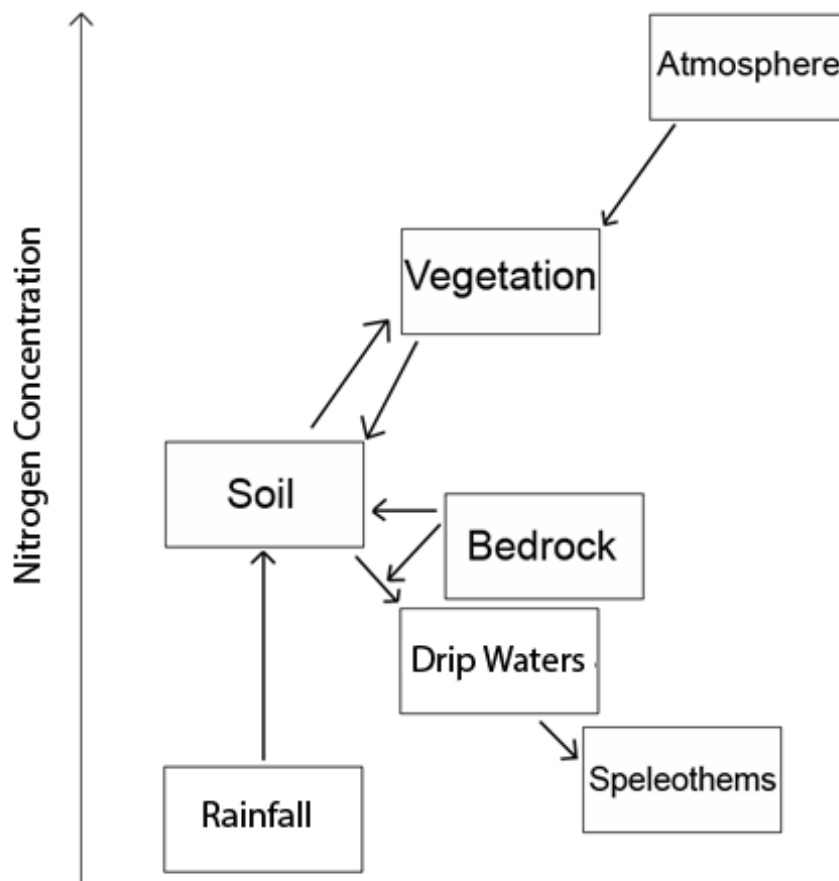 Nitrogen Concentration
Atmosphere
Vegetation
Soil
Bedrock
Drip Waters
Speleothems
Rainfall